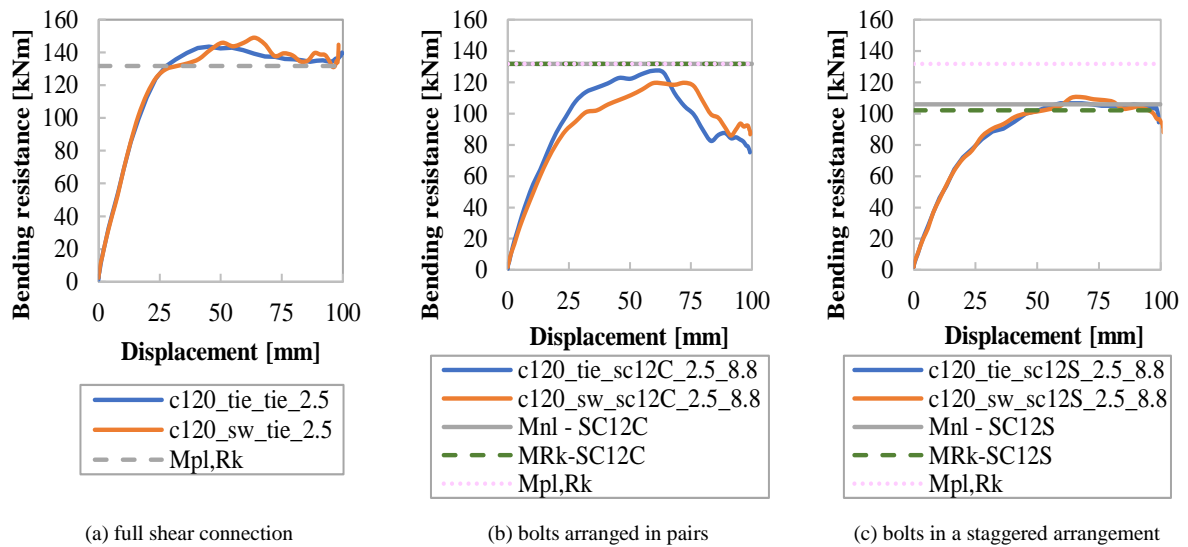 Bending resistance [kNm]
160
140
120
100
80
60
40
20
0
0 25 50 75 100
Displacement [mm]
c120_tie_tie_2.5
c120_sw_tie_2.5
Mpl,Rk
(a) full shear connection
Bending resistance [kNm]
160
140
120
100
80
60
40
20
0
0 25 50 75 100
Displacement [mm]
c120_tie_sc12C_2.5_8.8
c120_sw_sc12C_2.5_8.8
Mnl - SC12C
MRk-SC12C
Mpl,Rk
(b) bolts arranged in pairs
Bending resistance [kNm]
160
140
120
100
80
60
40
20
0
0 25 50 75 100
Displacement [mm]
c120_tie_sc12S_2.5_8.8
c120_sw_sc12S_2.5_8.8
Mnl - SC12S
MRk-SC12S
Mpl,Rk
(c) bolts in a staggered arrangement